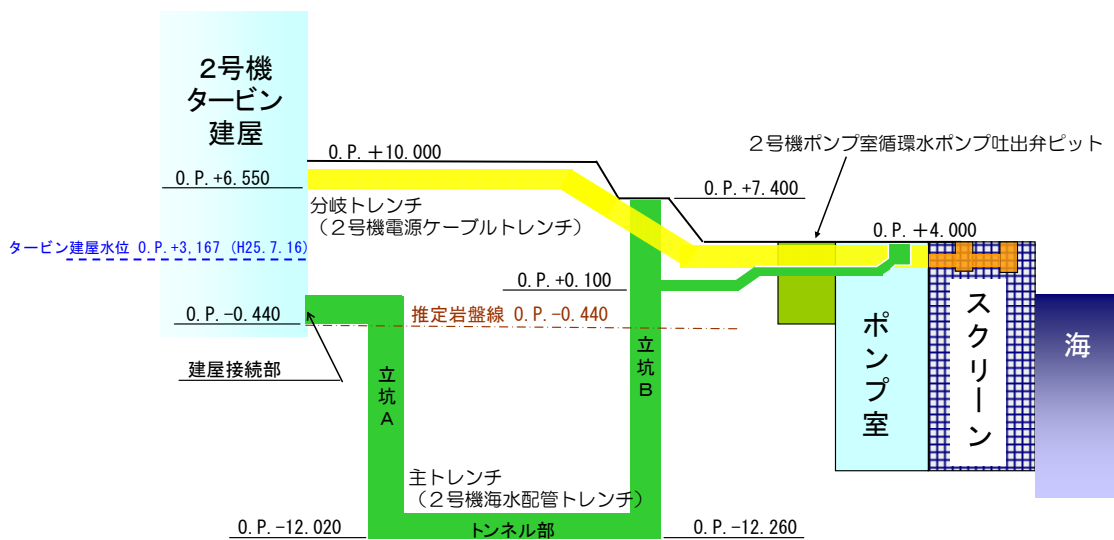 ２号機
タービン
建屋
O.P.＋10.000
２号機ポンプ室循環水ポンプ吐出弁ピット
O.P.+6.550
O.P.+7.400
分岐トレンチ
（２号機電源ケーブルトレンチ）
O.P.＋4.000
タービン建屋水位 O.P.+3,167 (H25.7.16)
O.P.+0.100
O.P.-0.440
推定岩盤線 O.P.-0.440
建屋接続部
立坑A
立坑B
ポンプ室
スクリーン
海
主トレンチ
（２号機海水配管トレンチ）
O.P.-12.020
トンネル部
O.P.-12.260